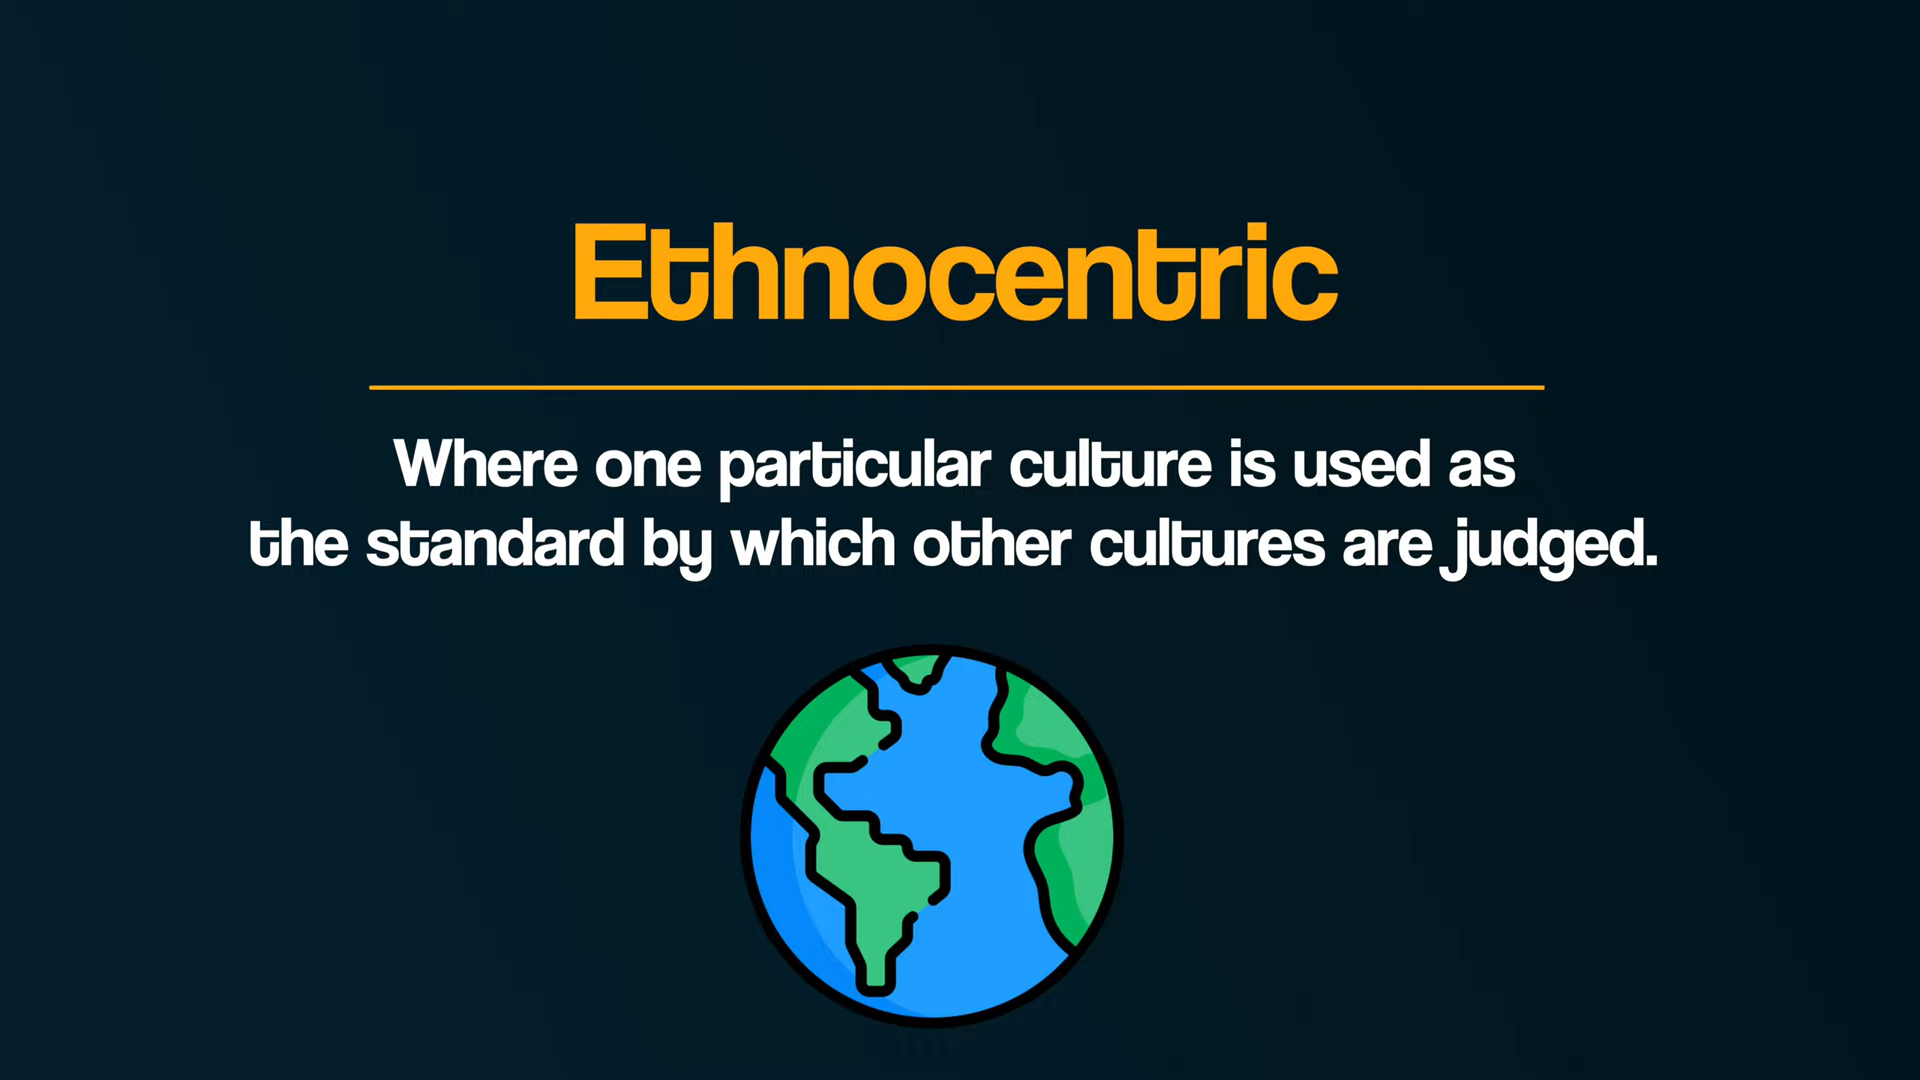 Ethnocentric
Where one particular culture is used as
the standard by which other cultures are judged.